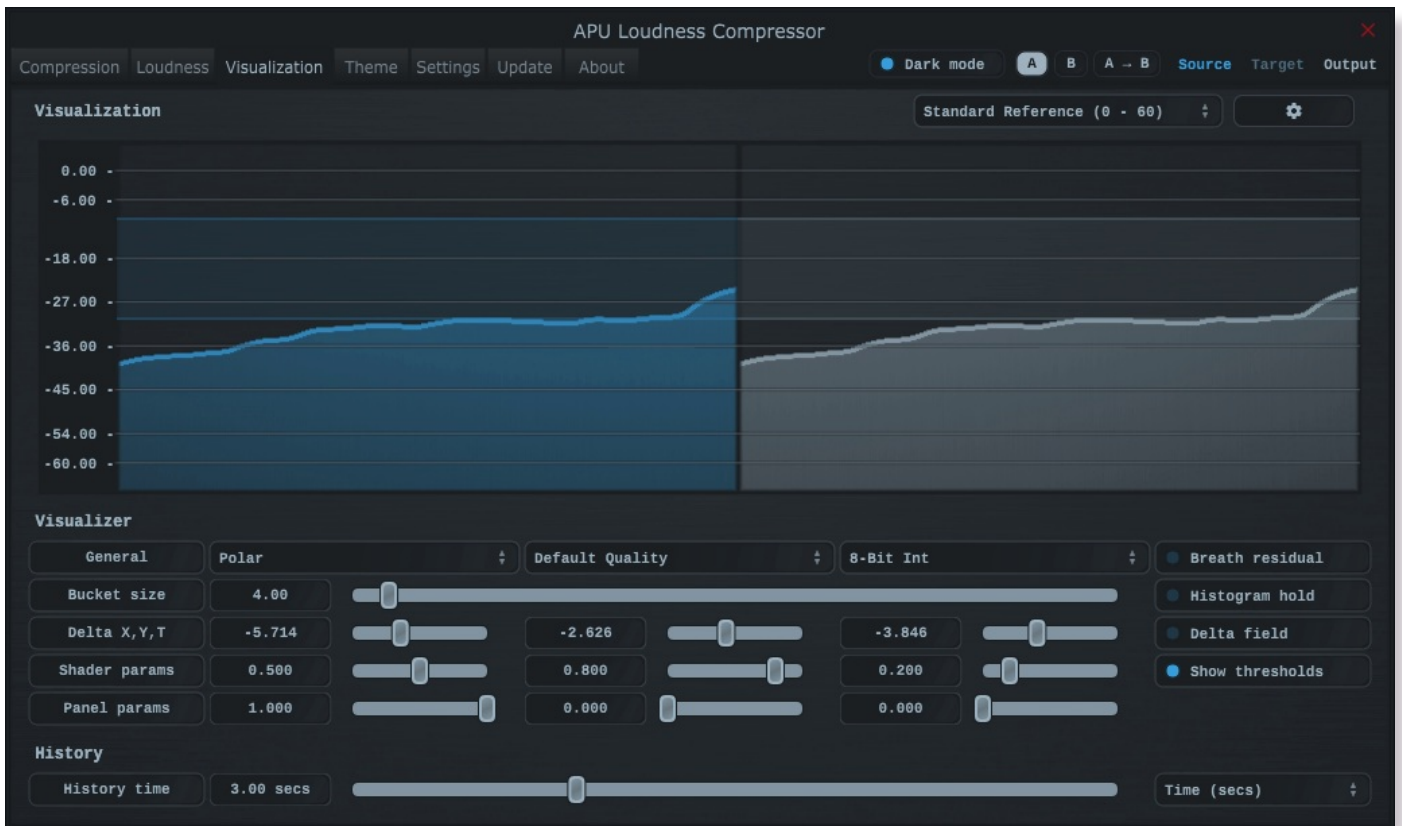 APU Loudness Compressor
Compression Loudness Visualization Theme Settings Update About Dark mode A B A → B Source Target Output
Visualization Standard Reference (0 - 60)
0.00 -
-6.00 -
-18.00 -
-27.00 -
-36.00 -
-45.00 -
-54.00 -
-60.00 -
Visualizer
General Polar Default Quality 8-Bit Int Breath residual
Bucket size 4.00 Histogram hold
Delta X,Y,T -5.714 -2.626 -3.846 Delta field
Shader params 0.500 0.800 0.200 Show thresholds
Panel params 1.000 0.000 0.000
History
History time 3.00 secs Time (secs)